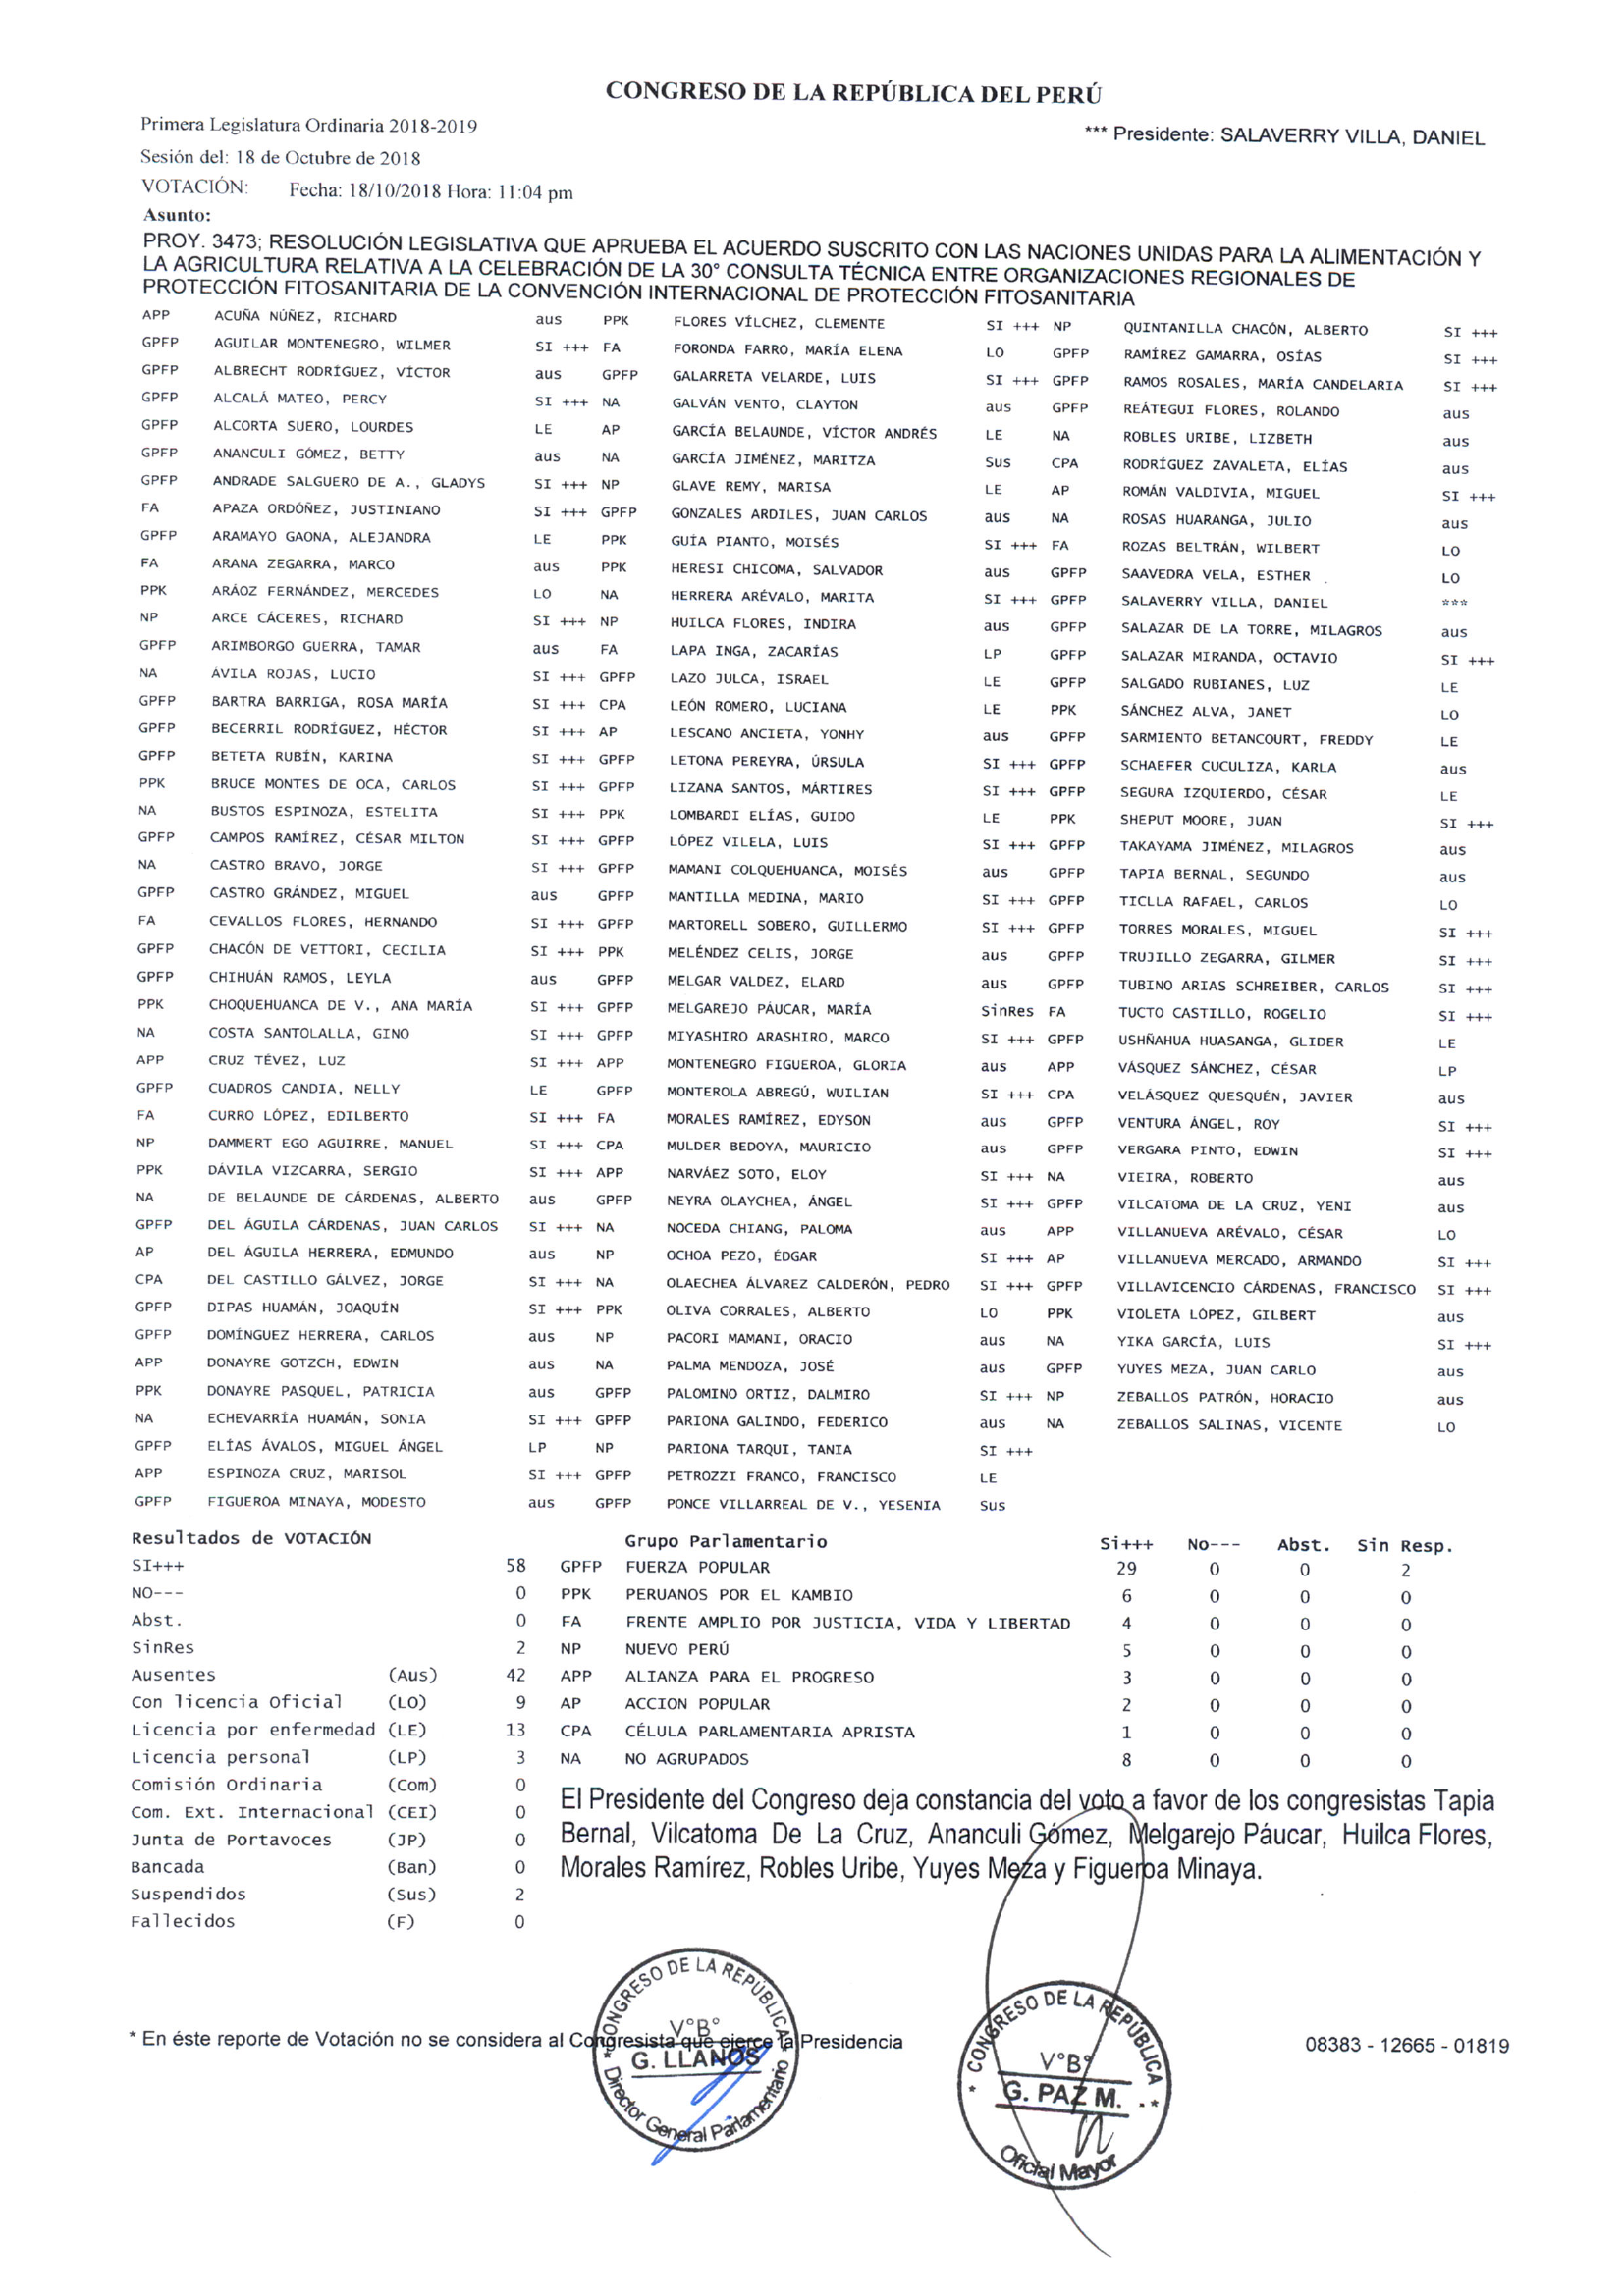 CONGRESO DE LA REPÚBLICA DEL PERÚ
Primera Legislatura Ordinaria 2018-2019
*** Presidente: SALAVERRY VILLA, DANIEL
Sesión del: 18 de Octubre de 2018
VOTACIÓN: Fecha: 18/10/2018 Hora: 11:04 pm
Asunto:
PROY. 3473; RESOLUCIÓN LEGISLATIVA QUE APRUEBA EL ACUERDO SUSCRITO CON LAS NACIONES UNIDAS PARA LA ALIMENTACIÓN Y
LA AGRICULTURA RELATIVA A LA CELEBRACIÓN DE LA 30° CONSULTA TÉCNICA ENTRE ORGANIZACIONES REGIONALES DE
PROTECCIÓN FITOSANITARIA DE LA CONVENCIÓN INTERNACIONAL DE PROTECCIÓN FITOSANITARIA
APP ACUÑA NÚÑEZ, RICHARD aus PPK FLORES VÍLCHEZ, CLEMENTE SI +++ NP QUINTANILLA CHACÓN, ALBERTO SI +++
GPFP AGUILAR MONTENEGRO, WILMER SI +++ FA FORONDA FARRO, MARÍA ELENA LO GPFP RAMÍREZ GAMARRA, OSÍAS SI +++
GPFP ALBRECHT RODRÍGUEZ, VÍCTOR aus GPFP GALARRETA VELARDE, LUIS SI +++ GPFP RAMOS ROSALES, MARÍA CANDELARIA SI +++
GPFP ALCALÁ MATEO, PERCY SI +++ NA GALVÁN VENTO, CLAYTON aus GPFP REÁTEGUI FLORES, ROLANDO aus
GPFP ALCORTA SUERO, LOURDES LE AP GARCÍA BELAUNDE, VÍCTOR ANDRÉS LE NA ROBLES URIBE, LIZBETH aus
GPFP ANANCULI GÓMEZ, BETTY aus NA GARCÍA JIMÉNEZ, MARITZA Sus CPA RODRÍGUEZ ZAVALETA, ELÍAS aus
GPFP ANDRADE SALGUERO DE A., GLADYS SI +++ NP GLAVE REMY, MARISA LE AP ROMÁN VALDIVIA, MIGUEL SI +++
FA APAZA ORDÓÑEZ, JUSTINIANO SI +++ GPFP GONZALES ARDILES, JUAN CARLOS aus NA ROSAS HUARANGA, JULIO aus
GPFP ARAMAYO GAONA, ALEJANDRA LE PPK GUÍA PIANTO, MOISÉS SI +++ FA ROZAS BELTRÁN, WILBERT LO
FA ARANA ZEGARRA, MARCO aus PPK HERESI CHICOMA, SALVADOR aus GPFP SAAVEDRA VELA, ESTHER LO
PPK ARÁOZ FERNÁNDEZ, MERCEDES LO NA HERRERA ARÉVALO, MARITA SI +++ GPFP SALAVERRY VILLA, DANIEL ***
NP ARCE CÁCERES, RICHARD SI +++ NP HUILCA FLORES, INDIRA aus GPFP SALAZAR DE LA TORRE, MILAGROS aus
GPFP ARIMBORGO GUERRA, TAMAR aus FA LAPA INGA, ZACARÍAS LP GPFP SALAZAR MIRANDA, OCTAVIO SI +++
NA ÁVILA ROJAS, LUCIO SI +++ GPFP LAZO JULCA, ISRAEL LE GPFP SALGADO RUBIANES, LUZ LE
GPFP BARTRA BARRIGA, ROSA MARÍA SI +++ CPA LEÓN ROMERO, LUCIANA LE PPK SÁNCHEZ ALVA, JANET LO
GPFP BECERRIL RODRÍGUEZ, HÉCTOR SI +++ AP LESCANO ANCIETA, YONHY aus GPFP SARMIENTO BETANCOURT, FREDDY LE
GPFP BETETA RUBÍN, KARINA SI +++ GPFP LETONA PEREYRA, ÚRSULA SI +++ GPFP SCHAEFER CUCULIZA, KARLA aus
PPK BRUCE MONTES DE OCA, CARLOS SI +++ GPFP LIZANA SANTOS, MÁRTIRES SI +++ GPFP SEGURA IZQUIERDO, CÉSAR LE
NA BUSTOS ESPINOZA, ESTELITA SI +++ PPK LOMBARDI ELÍAS, GUIDO LE PPK SHEPUT MOORE, JUAN SI +++
GPFP CAMPOS RAMÍREZ, CÉSAR MILTON SI +++ GPFP LÓPEZ VILELA, LUIS SI +++ GPFP TAKAYAMA JIMÉNEZ, MILAGROS aus
NA CASTRO BRAVO, JORGE SI +++ GPFP MAMANI COLQUEHUANCA, MOISÉS aus GPFP TAPIA BERNAL, SEGUNDO aus
GPFP CASTRO GRÁNDEZ, MIGUEL aus GPFP MANTILLA MEDINA, MARIO SI +++ GPFP TICLLA RAFAEL, CARLOS LO
FA CEVALLOS FLORES, HERNANDO SI +++ GPFP MARTORELL SOBERO, GUILLERMO SI +++ GPFP TORRES MORALES, MIGUEL SI +++
GPFP CHACÓN DE VETTORI, CECILIA SI +++ PPK MELÉNDEZ CELIS, JORGE aus GPFP TRUJILLO ZEGARRA, GILMER SI +++
GPFP CHIHUÁN RAMOS, LEYLA aus GPFP MELGAR VALDEZ, ELARD aus GPFP TUBINO ARIAS SCHREIBER, CARLOS SI +++
PPK CHOQUEHUANCA DE V., ANA MARÍA SI +++ GPFP MELGAREJO PÁUCAR, MARÍA SinRes FA TUCTO CASTILLO, ROGELIO SI +++
NA COSTA SANTOLALLA, GINO SI +++ GPFP MIYASHIRO ARASHIRO, MARCO SI +++ GPFP USHÑAHUA HUASANGA, GLIDER LE
APP CRUZ TÉVEZ, LUZ SI +++ APP MONTENEGRO FIGUEROA, GLORIA aus APP VÁSQUEZ SÁNCHEZ, CÉSAR LP
GPFP CUADROS CANDIA, NELLY LE GPFP MONTEROLA ABREGÚ, WUILIAN SI +++ CPA VELÁSQUEZ QUESQUÉN, JAVIER aus
FA CURRO LÓPEZ, EDILBERTO SI +++ FA MORALES RAMÍREZ, EDYSON aus GPFP VENTURA ÁNGEL, ROY SI +++
NP DAMMERT EGO AGUIRRE, MANUEL SI +++ CPA MULDER BEDOYA, MAURICIO aus GPFP VERGARA PINTO, EDWIN SI +++
PPK DÁVILA VIZCARRA, SERGIO SI +++ APP NARVÁEZ SOTO, ELOY SI +++ NA VIEIRA, ROBERTO aus
NA DE BELAUNDE DE CÁRDENAS, ALBERTO aus GPFP NEYRA OLAYCHEA, ÁNGEL SI +++ GPFP VILCATOMA DE LA CRUZ, YENI aus
GPFP DEL ÁGUILA CÁRDENAS, JUAN CARLOS SI +++ NA NOCEDA CHIANG, PALOMA aus APP VILLANUEVA ARÉVALO, CÉSAR LO
AP DEL ÁGUILA HERRERA, EDMUNDO aus NP OCHOA PEZO, ÉDGAR SI +++ AP VILLANUEVA MERCADO, ARMANDO SI +++
CPA DEL CASTILLO GÁLVEZ, JORGE SI +++ NA OLAECHEA ÁLVAREZ CALDERÓN, PEDRO SI +++ GPFP VILLAVICENCIO CÁRDENAS, FRANCISCO SI +++
GPFP DIPAS HUAMÁN, JOAQUÍN SI +++ PPK OLIVA CORRALES, ALBERTO LO PPK VIOLETA LÓPEZ, GILBERT aus
GPFP DOMÍNGUEZ HERRERA, CARLOS aus NP PACORI MAMANI, ORACIO aus NA YIKA GARCÍA, LUIS SI +++
APP DONAYRE GOTZCH, EDWIN aus NA PALMA MENDOZA, JOSÉ aus GPFP YUYES MEZA, JUAN CARLO aus
PPK DONAYRE PASQUEL, PATRICIA aus GPFP PALOMINO ORTIZ, DALMIRO SI +++ NP ZEBALLOS PATRÓN, HORACIO aus
NA ECHEVARRÍA HUAMÁN, SONIA SI +++ GPFP PARIONA GALINDO, FEDERICO aus NA ZEBALLOS SALINAS, VICENTE LO
GPFP ELÍAS ÁVALOS, MIGUEL ÁNGEL LP NP PARIONA TARQUI, TANIA SI +++
APP ESPINOZA CRUZ, MARISOL SI +++ GPFP PETROZZI FRANCO, FRANCISCO LE
GPFP FIGUEROA MINAYA, MODESTO aus GPFP PONCE VILLARREAL DE V., YESENIA Sus
Resultados de VOTACIÓN Grupo Parlamentario Si+++ No--- Abst. Sin Resp.
SI+++ 58 GPFP FUERZA POPULAR 29 0 0 2
NO--- 0 PPK PERUANOS POR EL KAMBIO 6 0 0 0
Abst. 0 FA FRENTE AMPLIO POR JUSTICIA, VIDA Y LIBERTAD 4 0 0 0
SinRes 2 NP NUEVO PERÚ 5 0 0 0
Ausentes (Aus) 42 APP ALIANZA PARA EL PROGRESO 3 0 0 0
Con licencia Oficial (LO) 9 AP ACCION POPULAR 2 0 0 0
Licencia por enfermedad (LE) 13 CPA CÉLULA PARLAMENTARIA APRISTA 1 0 0 0
Licencia personal (LP) 3 NA NO AGRUPADOS 8 0 0 0
Comisión Ordinaria (Com) 0
Com. Ext. Internacional (CEI) 0
Junta de Portavoces (JP) 0
Bancada (Ban) 0
Suspendidos (Sus) 2
Fallecidos (F) 0
El Presidente del Congreso deja constancia del voto a favor de los congresistas Tapia
Bernal, Vilcatoma De La Cruz, Ananculi Gómez, Melgarejo Páucar, Huilca Flores,
Morales Ramírez, Robles Uribe, Yuyes Meza y Figueroa Minaya.
* En éste reporte de Votación no se considera al Congresista que ejerce la Presidencia
08383 - 12665 - 01819
* CONGRESO DE LA REPÚBLICA *
V°B°
G. LLANOS
Director General Parlamentario
* CONGRESO DE LA REPÚBLICA *
V°B°
G. PAZ M.
Oficial Mayor